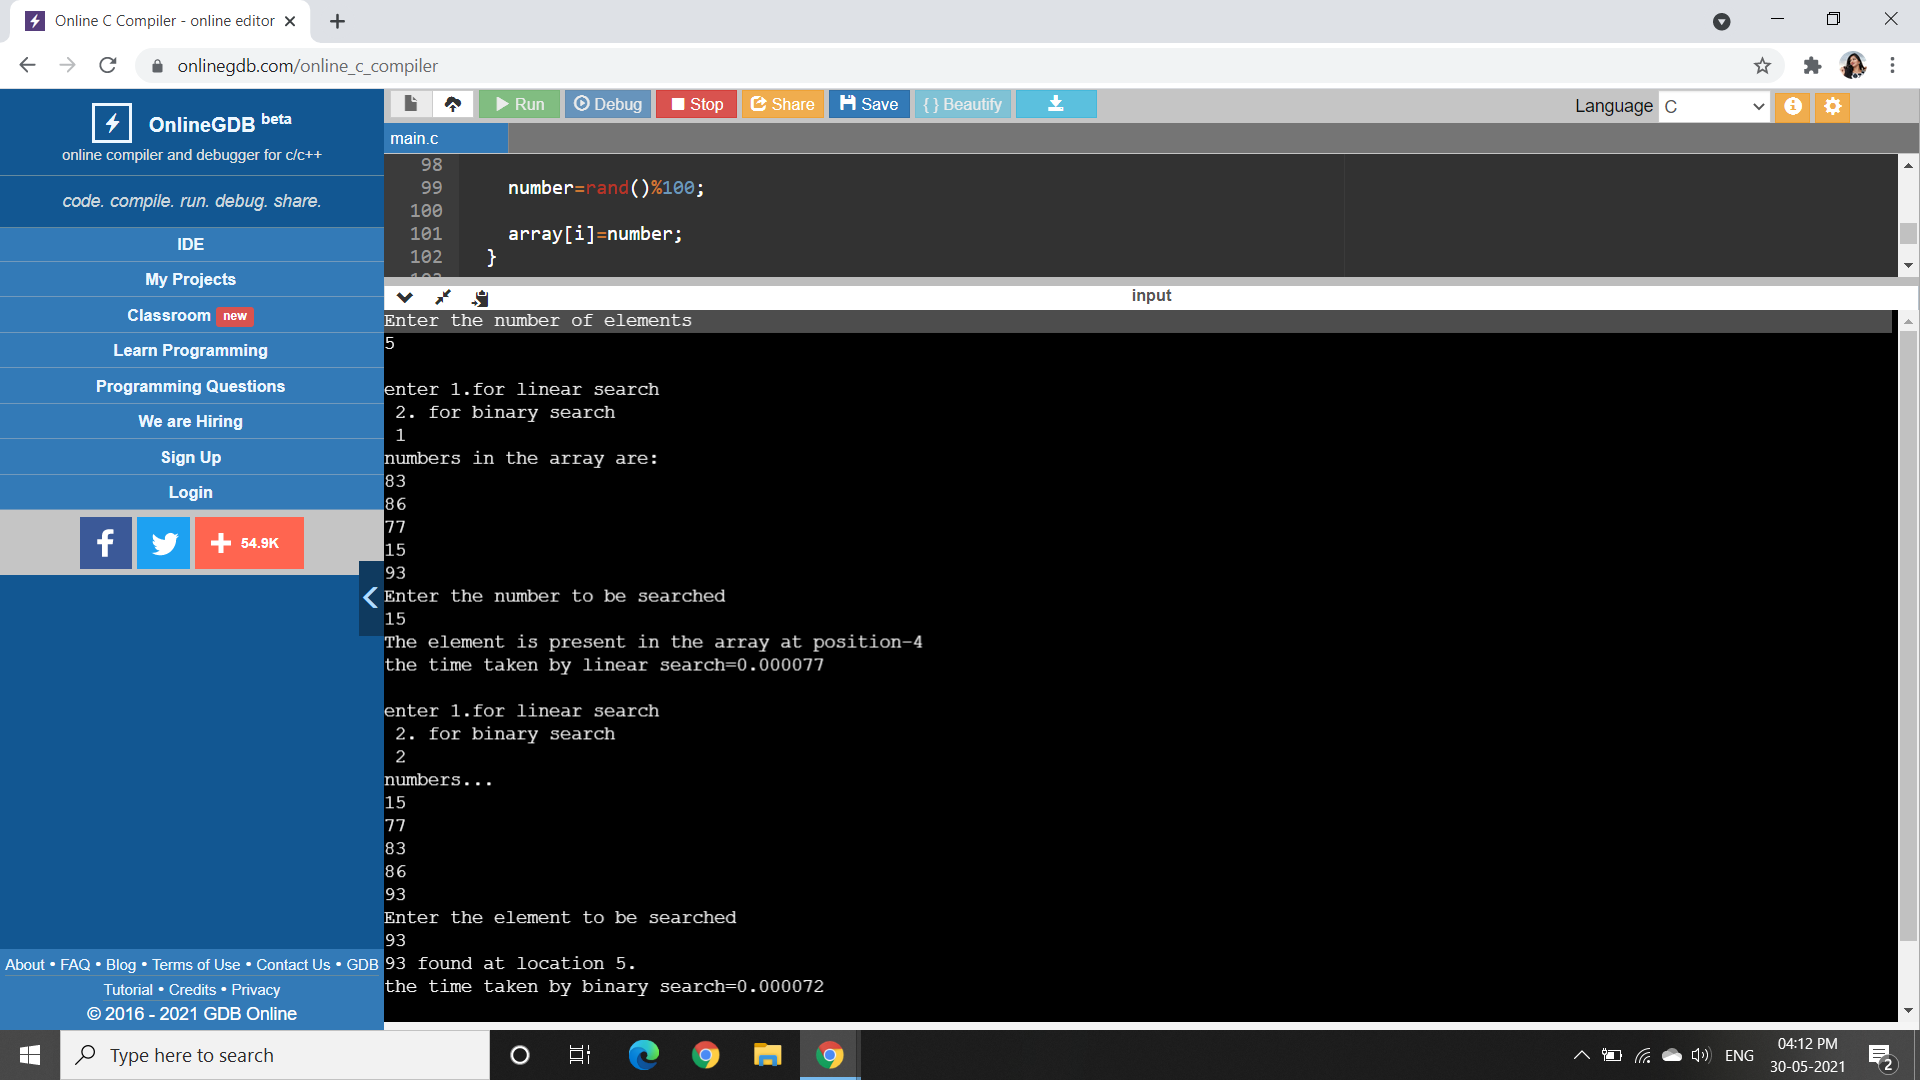 Online C Compiler - online editor
onlinegdb.com/online_c_compiler
OnlineGDB beta
online compiler and debugger for c/c++
code. compile. run. debug. share.
IDE
My Projects
Classroom new
Learn Programming
Programming Questions
We are Hiring
Sign Up
Login
f
54.9K
About • FAQ • Blog • Terms of Use • Contact Us • GDB
Tutorial • Credits • Privacy
© 2016 - 2021 GDB Online
Run Debug Stop Share Save { } Beautify
Language C
main.c
98
99 number=rand()%100;
100
101 array[i]=number;
102 }
input
Enter the number of elements
5
enter 1.for linear search
2. for binary search
1
numbers in the array are:
83
86
77
15
93
Enter the number to be searched
15
The element is present in the array at position-4
the time taken by linear search=0.000077
enter 1.for linear search
2. for binary search
2
numbers...
15
77
83
86
93
Enter the element to be searched
93
93 found at location 5.
the time taken by binary search=0.000072
Type here to search
ENG
04:12 PM
30-05-2021
2